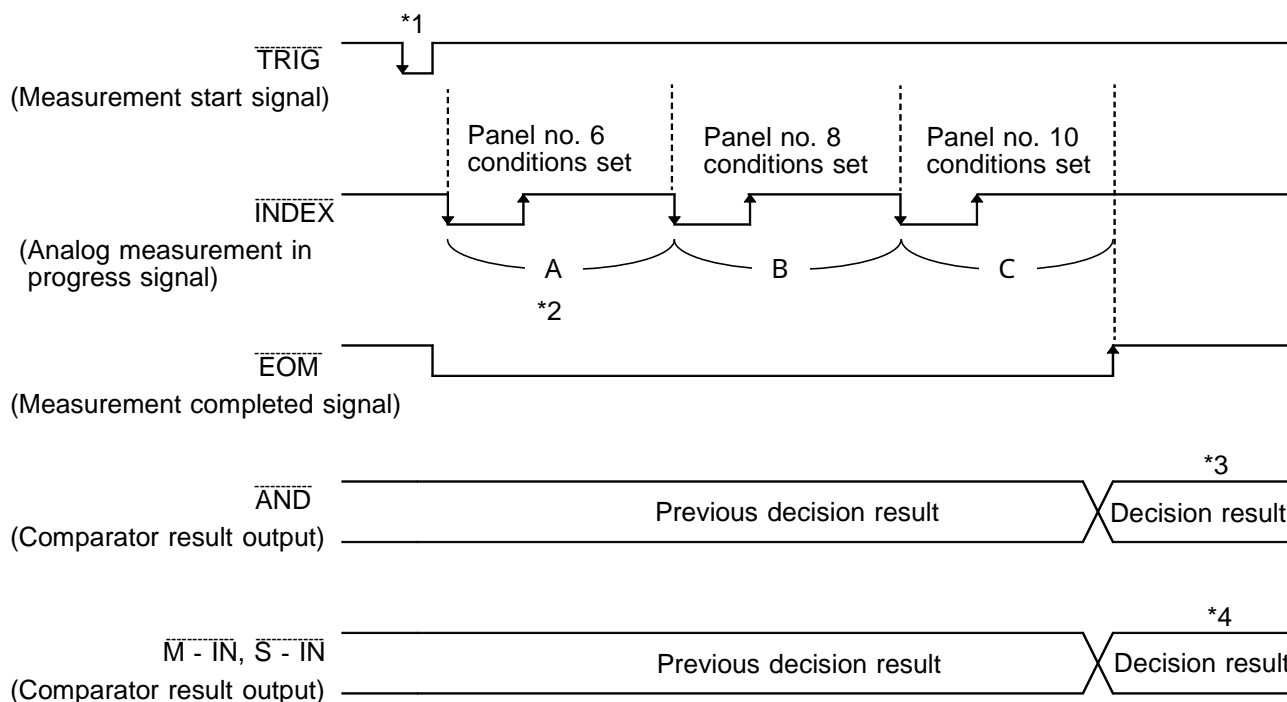 *1
TRIG
(Measurement start signal)
Panel no. 6
conditions set
Panel no. 8
conditions set
Panel no. 10
conditions set
INDEX
(Analog measurement in
progress signal)
A
B
C
*2
EOM
(Measurement completed signal)
*3
AND
Previous decision result
Decision result
(Comparator result output)
*4
M - IN, S - IN
Previous decision result
Decision result
(Comparator result output)